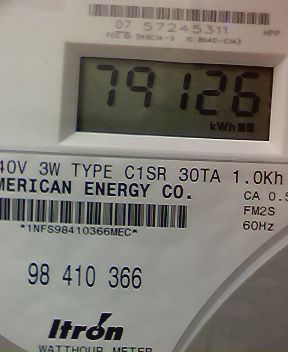 07 57245311
HPP
79126
kWh
40V 3W TYPE C1SR 30TA 1.0Kh
MERICAN ENERGY CO.
CA 0.5
FM2S
60Hz
*1NFS98410366MEC*
98 410 366
Itron
WATTHOUR METER